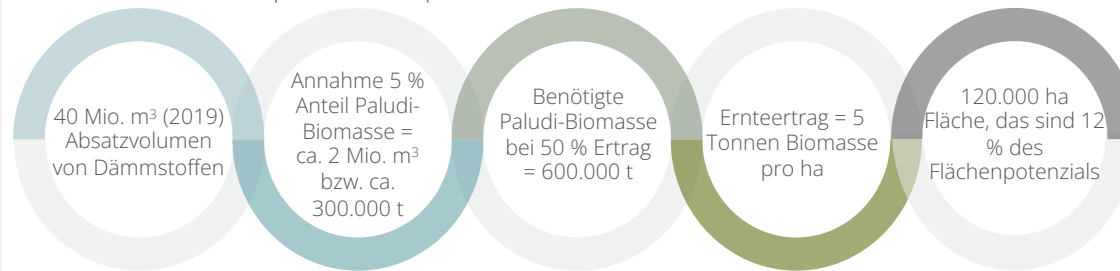 40 Mio. m³ (2019)
Absatzvolumen
von Dämmstoffen
Annahme 5 %
Anteil Paludi-
Biomasse =
ca. 2 Mio. m³
bzw. ca.
300.000 t
Benötigte
Paludi-Biomasse
bei 50 % Ertrag
= 600.000 t
Ernteertrag = 5
Tonnen Biomasse
pro ha
120.000 ha
Fläche, das sind 12
% des
Flächenpotenzials